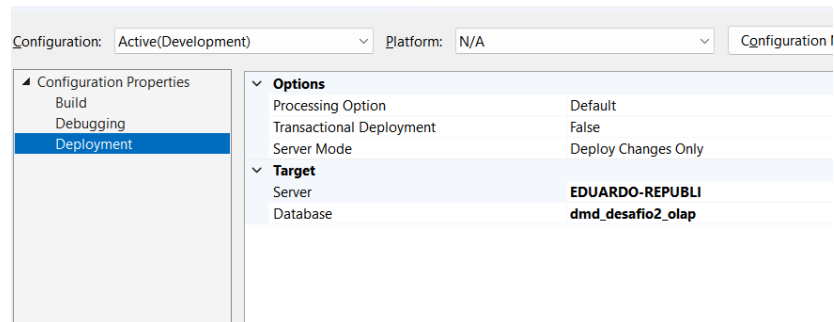 Configuration: Active(Development) Platform: N/A Configuration
Configuration Properties
Build
Debugging
Deployment
Options
Processing Option Default
Transactional Deployment False
Server Mode Deploy Changes Only
Target
Server EDUARDO-REPUBLI
Database dmd_desafio2_olap